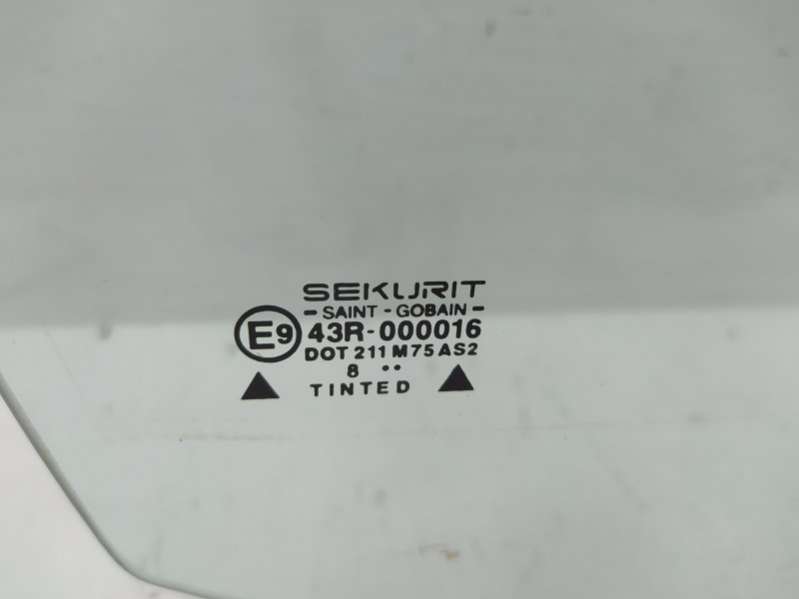 SEKURIT
- SAINT - GOBAIN -
E9 43R-000016
DOT 211 M75 AS2
8 ••
TINTED